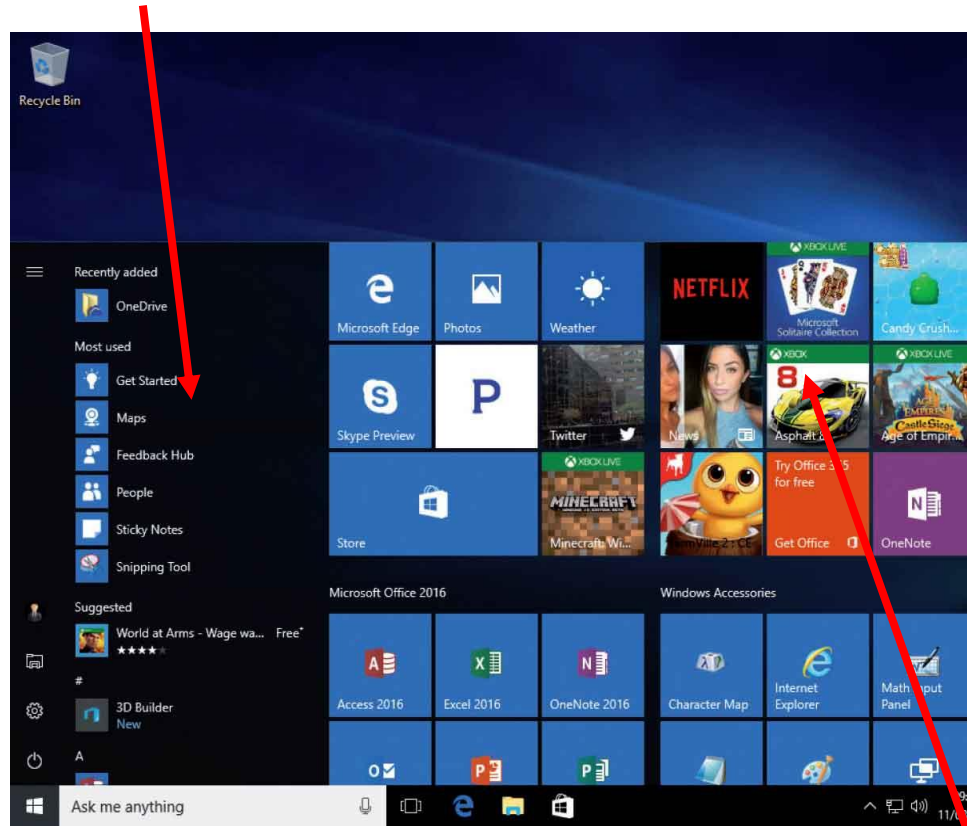 Recycle Bin
Recently added
OneDrive
Most used
Get Started
Maps
Feedback Hub
People
Sticky Notes
Snipping Tool
Suggested
World at Arms - Wage wa... Free*
#
3D Builder
New
A
Microsoft Edge
Photos
Weather
Skype Preview
P
Twitter
Store
XBOX LIVE
MINECRAFT
Minecraft: Wi...
NETFLIX
XBOX LIVE
Microsoft
Solitaire Collection
Candy Crush...
News
XBOX
8
Asphalt 8
XBOX LIVE
AGE
EMPIRES
Castle Siege
Age of Empir...
2 : CE
Try Office 365
for free
Get Office
N
OneNote
Microsoft Office 2016
A
Access 2016
X
Excel 2016
N
OneNote 2016
O
P
P
Windows Accessories
Character Map
Internet
Explorer
Math Input
Panel
Ask me anything